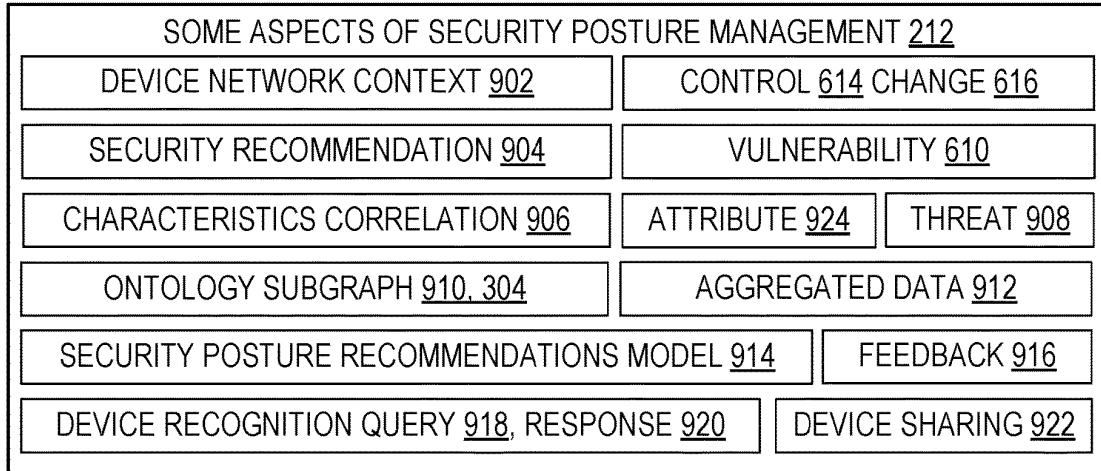 SOME ASPECTS OF SECURITY POSTURE MANAGEMENT 212
DEVICE NETWORK CONTEXT 902
CONTROL 614 CHANGE 616
SECURITY RECOMMENDATION 904
VULNERABILITY 610
CHARACTERISTICS CORRELATION 906
ATTRIBUTE 924
THREAT 908
ONTOLOGY SUBGRAPH 910, 304
AGGREGATED DATA 912
SECURITY POSTURE RECOMMENDATIONS MODEL 914
FEEDBACK 916
DEVICE RECOGNITION QUERY 918, RESPONSE 920
DEVICE SHARING 922